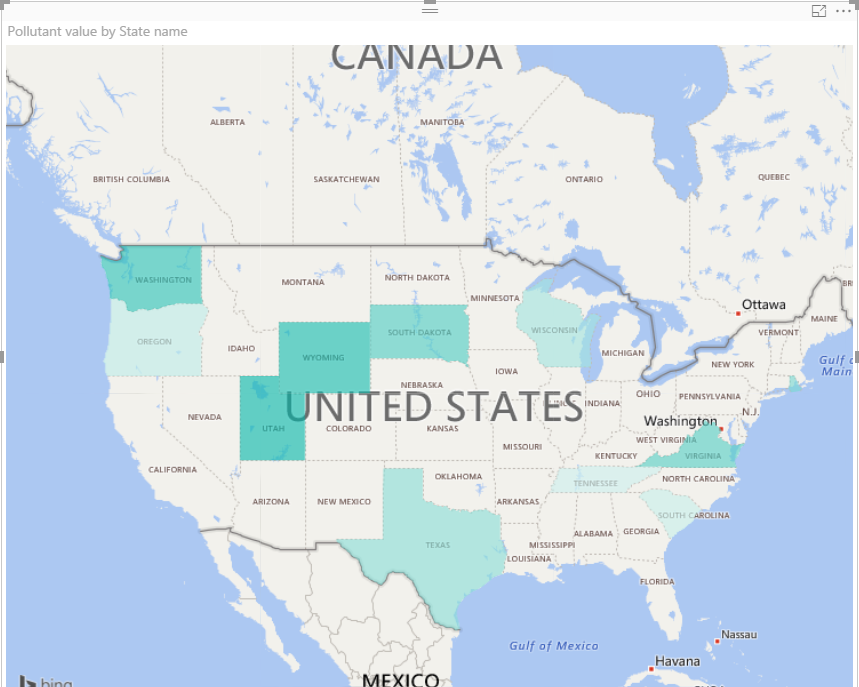 Pollutant value by State name
CANADA
ALBERTA
MANITOBA
BRITISH COLUMBIA
SASKATCHEWAN
ONTARIO
QUEBEC
WASHINGTON
MONTANA
NORTH DAKOTA
MINNESOTA
Ottawa
MAINE
OREGON
IDAHO
WYOMING
SOUTH DAKOTA
WISCONSIN
MICHIGAN
VERMONT
NEW YORK
Gulf o
Main
IOWA
NEBRASKA
OHIO
PENNSYLVANIA
N.J.
UNITED STATES
INDIANA
NEVADA
UTAH
COLORADO
KANSAS
MISSOURI
Washington
WEST VIRGINIA
KENTUCKY
VIRGINIA
CALIFORNIA
OKLAHOMA
TENNESSEE
NORTH CAROLINA
ARIZONA
NEW MEXICO
ARKANSAS
SOUTH CAROLINA
TEXAS
MISSISSIPPI
ALABAMA
GEORGIA
LOUISIANA
FLORIDA
Gulf of Mexico
Nassau
Havana
MEXICO
bing